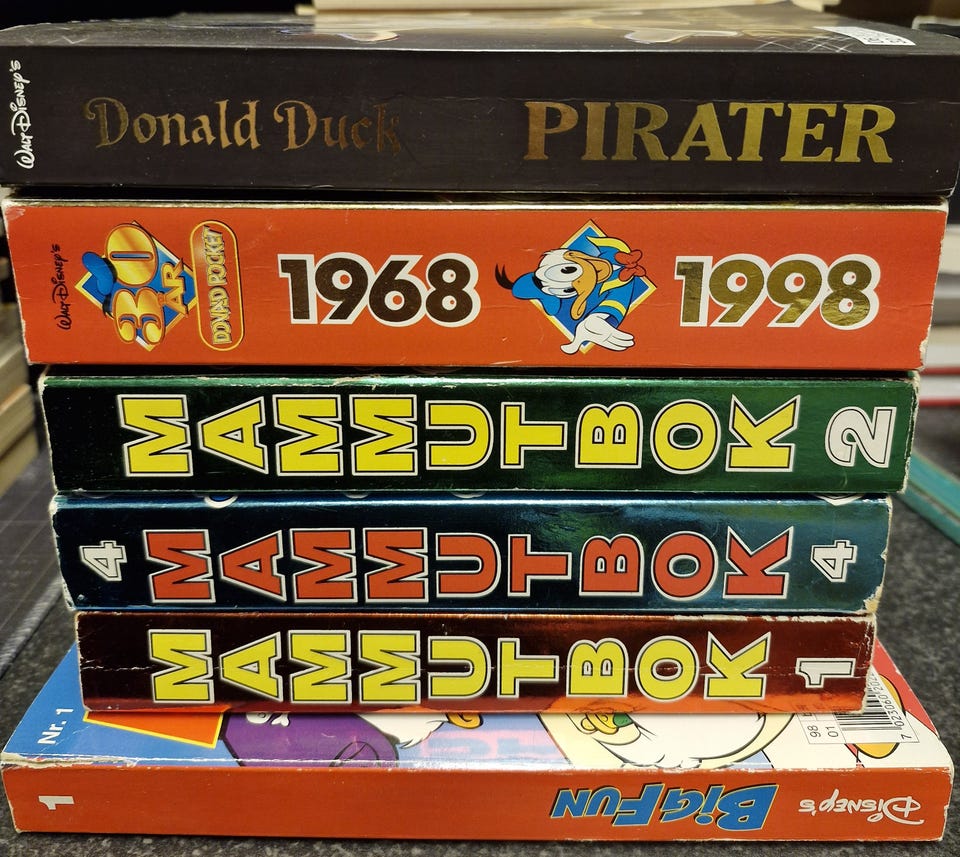 WALT DISNEY'S Donald Duck PIRATER
WALT DISNEY'S 30 ÅR DONALD POCKET 1968 1998
MAMMUTBOK 2
4 MAMMUTBOK 4
MAMMUTBOK 1
Nr. 1
1 BIGFUN DISNEY'S